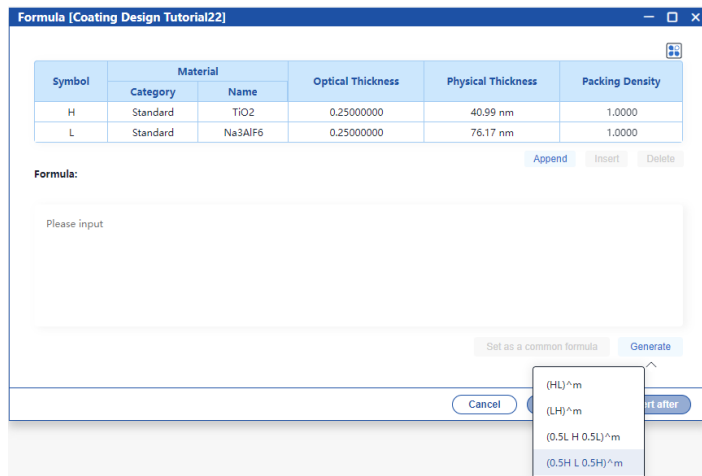 Formula [Coating Design Tutorial22]
Symbol Material Optical Thickness Physical Thickness Packing Density
Category Name
H Standard TiO2 0.25000000 40.99 nm 1.0000
L Standard Na3AlF6 0.25000000 76.17 nm 1.0000
Append Insert Delete
Formula:
Please input
Set as a common formula Generate
(HL)^m
Cancel rt after
(LH)^m
(0.5L H 0.5L)^m
(0.5H L 0.5H)^m